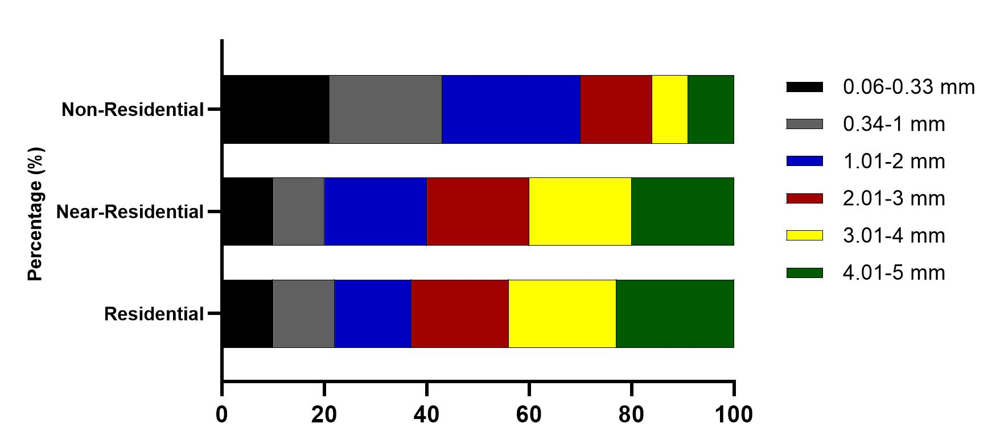 Percentage (%)
Non-Residential
Near-Residential
Residential
0 20 40 60 80 100
0.06-0.33 mm
0.34-1 mm
1.01-2 mm
2.01-3 mm
3.01-4 mm
4.01-5 mm